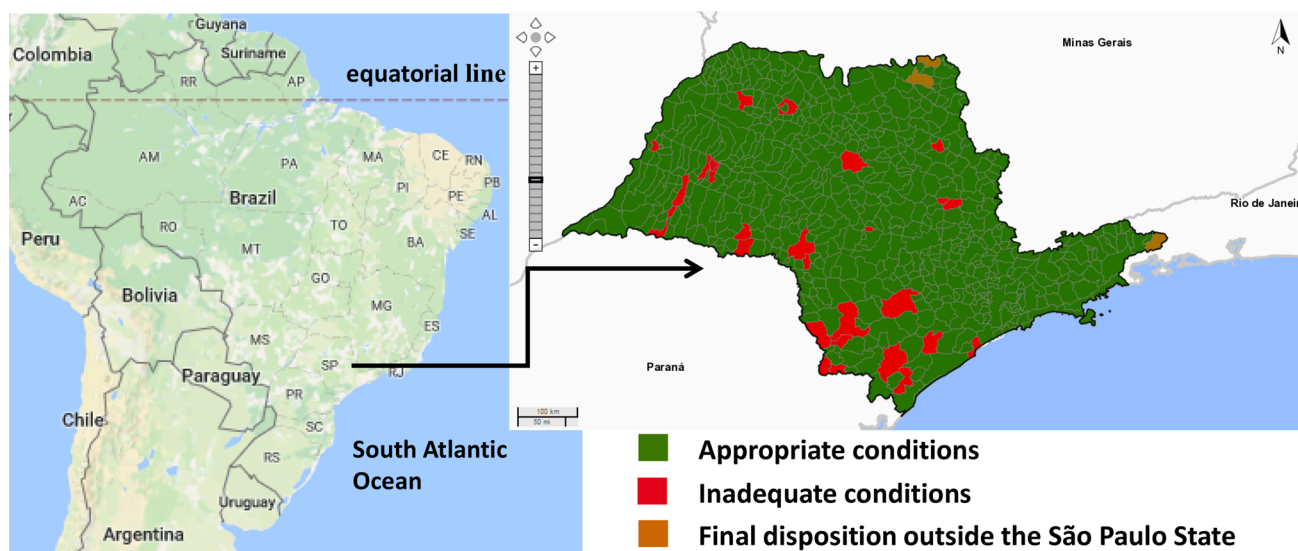 Guyana
Colombia
Suriname
RR
AP
equatorial line
AM
PA
MA
CE
RN
PI
PB
PE
AC
Brazil
AL
TO
RO
SE
Peru
MT
BA
GO
Bolivia
MG
ES
MS
SP
RJ
Paraguay
PR
Chile
SC
South Atlantic
Ocean
RS
Uruguay
Argentina
Minas Gerais
N
+
Rio de Janeir
−
Paraná
100 km
50 mi
Appropriate conditions
Inadequate conditions
Final disposition outside the São Paulo State